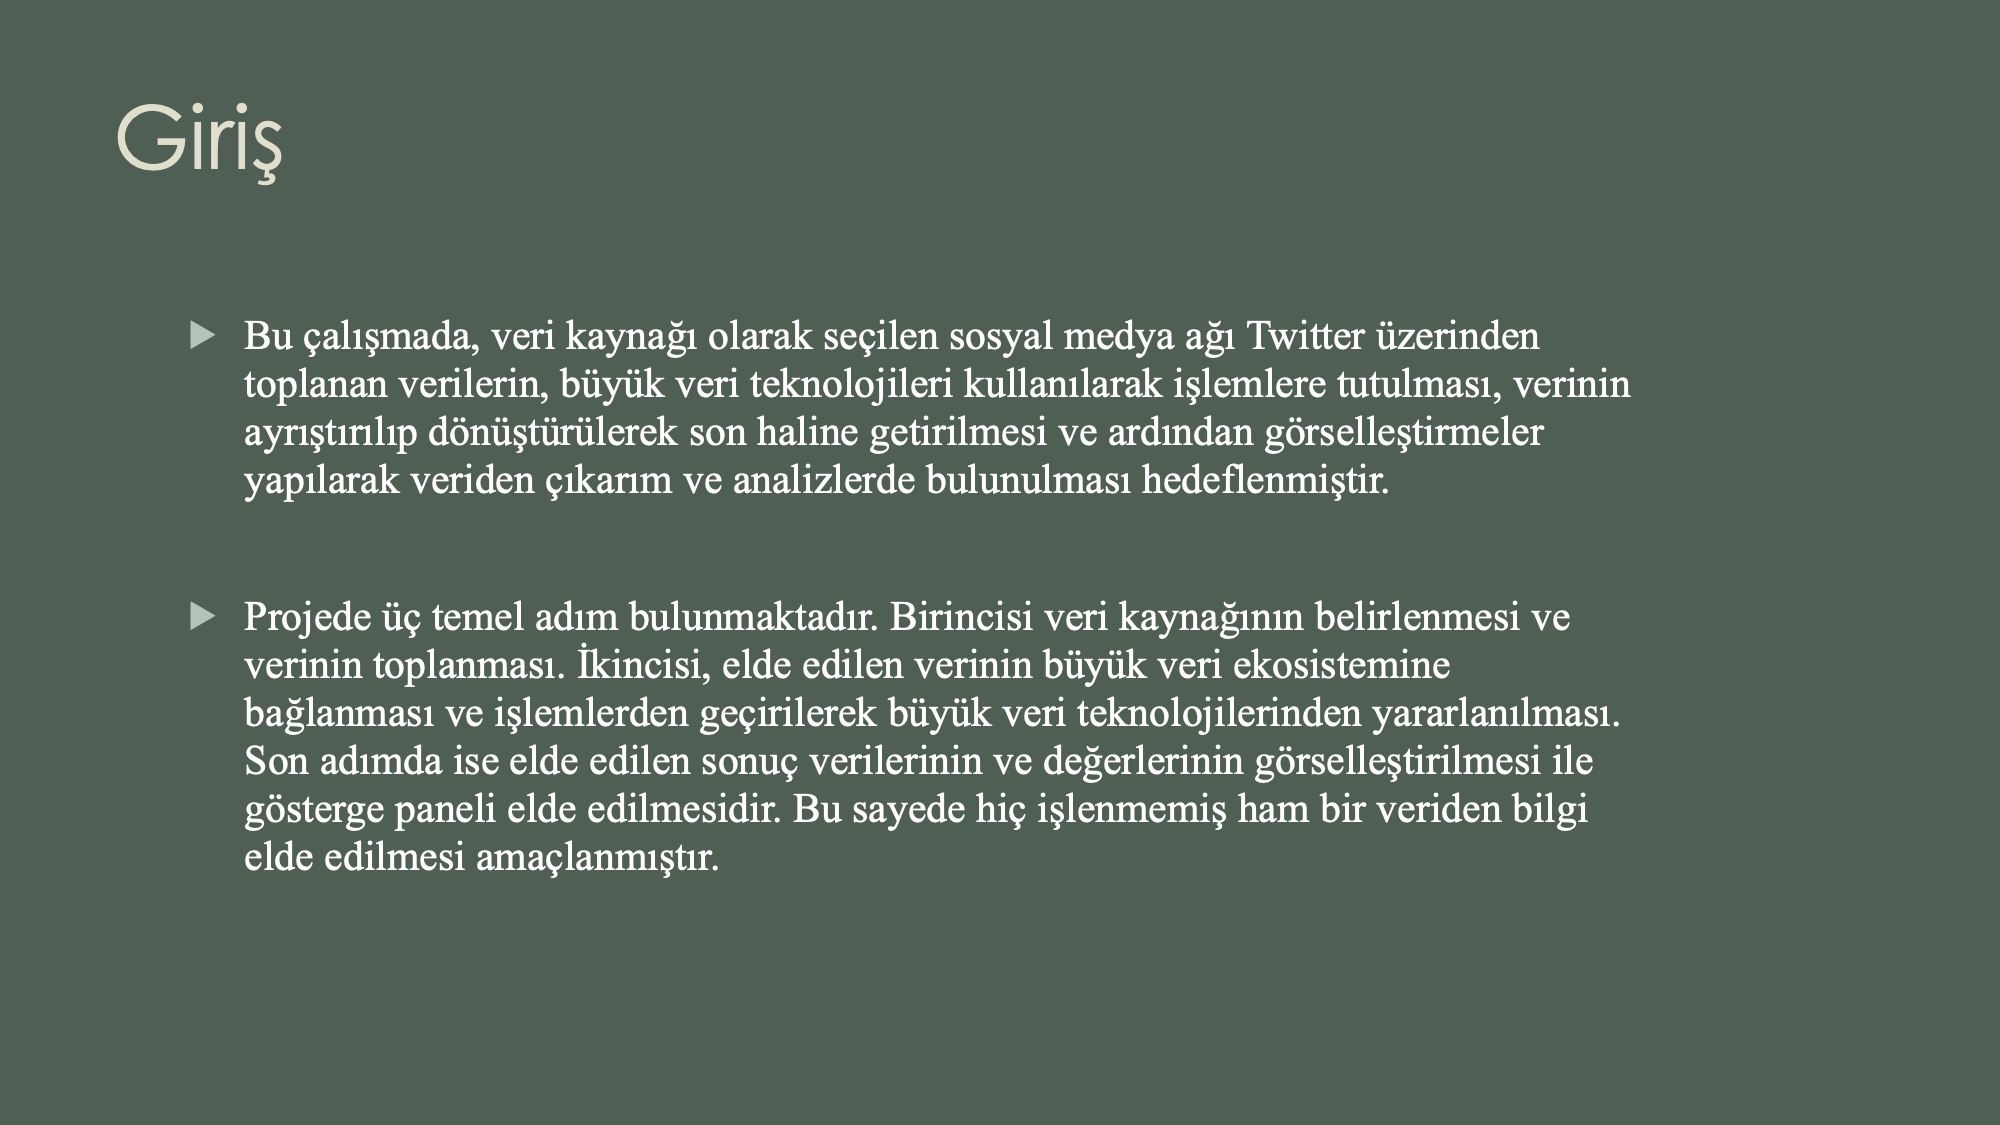 Giriş
Bu çalışmada, veri kaynağı olarak seçilen sosyal medya ağı Twitter üzerinden
toplanan verilerin, büyük veri teknolojileri kullanılarak işlemlere tutulması, verinin
ayrıştırılıp dönüştürülerek son haline getirilmesi ve ardından görselleştirmeler
yapılarak veriden çıkarım ve analizlerde bulunulması hedeflenmiştir.
Projede üç temel adım bulunmaktadır. Birincisi veri kaynağının belirlenmesi ve
verinin toplanması. İkincisi, elde edilen verinin büyük veri ekosistemine
bağlanması ve işlemlerden geçirilerek büyük veri teknolojilerinden yararlanılması.
Son adımda ise elde edilen sonuç verilerinin ve değerlerinin görselleştirilmesi ile
gösterge paneli elde edilmesidir. Bu sayede hiç işlenmemiş ham bir veriden bilgi
elde edilmesi amaçlanmıştır.